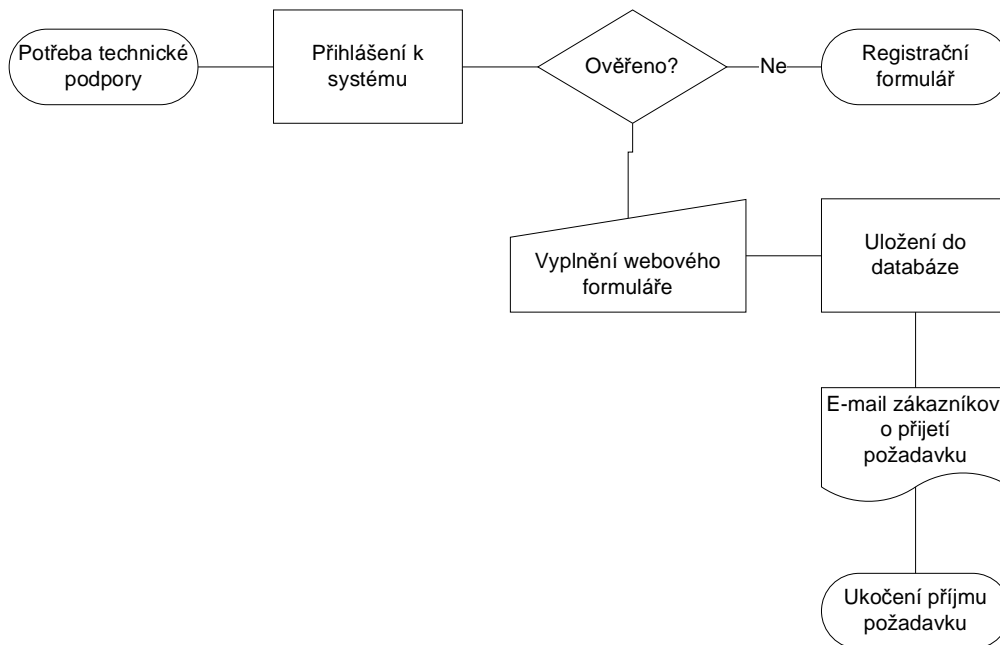 Potřeba technické
podpory
Přihlášení k
systému
Ověřeno?
Ne
Registrační
formulář
Vyplnění webového
formuláře
Uložení do
databáze
E-mail zákazníkov
o přijetí
požadavku
Ukočení příjmu
požadavku